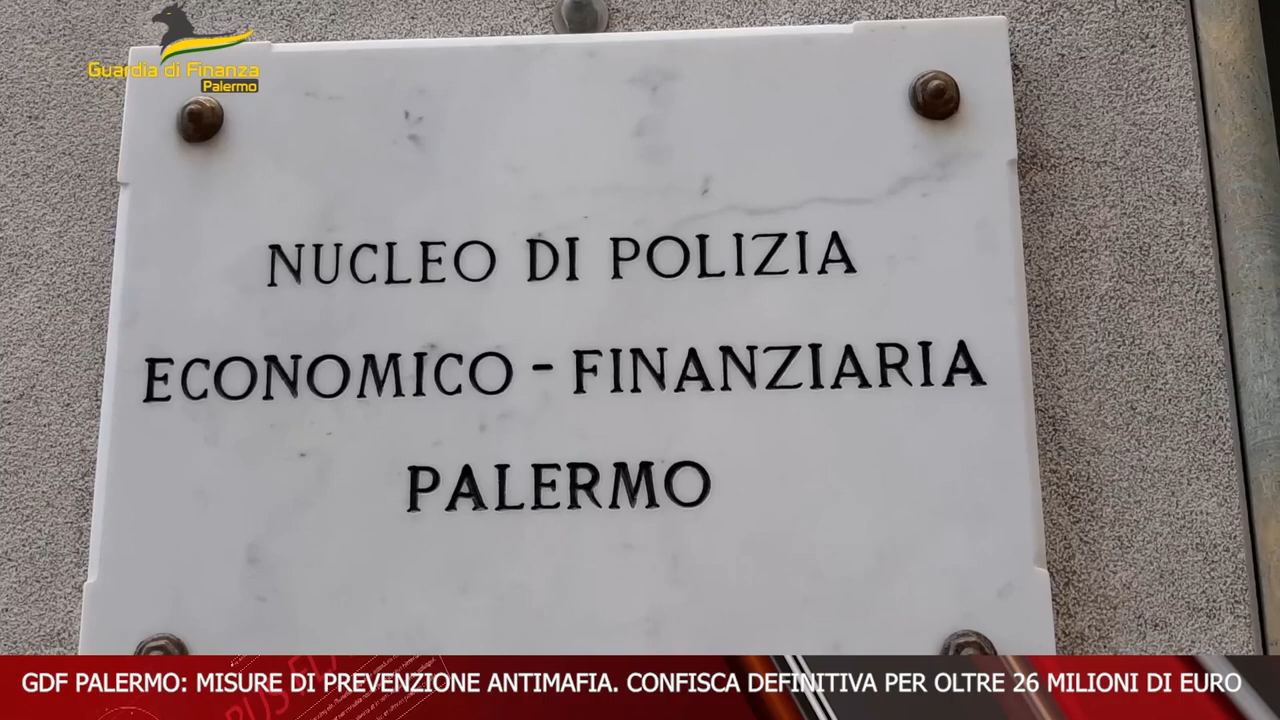 Guardia di Finanza
Palermo
NUCLEO DI POLIZIA
ECONOMICO - FINANZIARIA
PALERMO
GDF PALERMO: MISURE DI PREVENZIONE ANTIMAFIA. CONFISCA DEFINITIVA PER OLTRE 26 MILIONI DI EURO